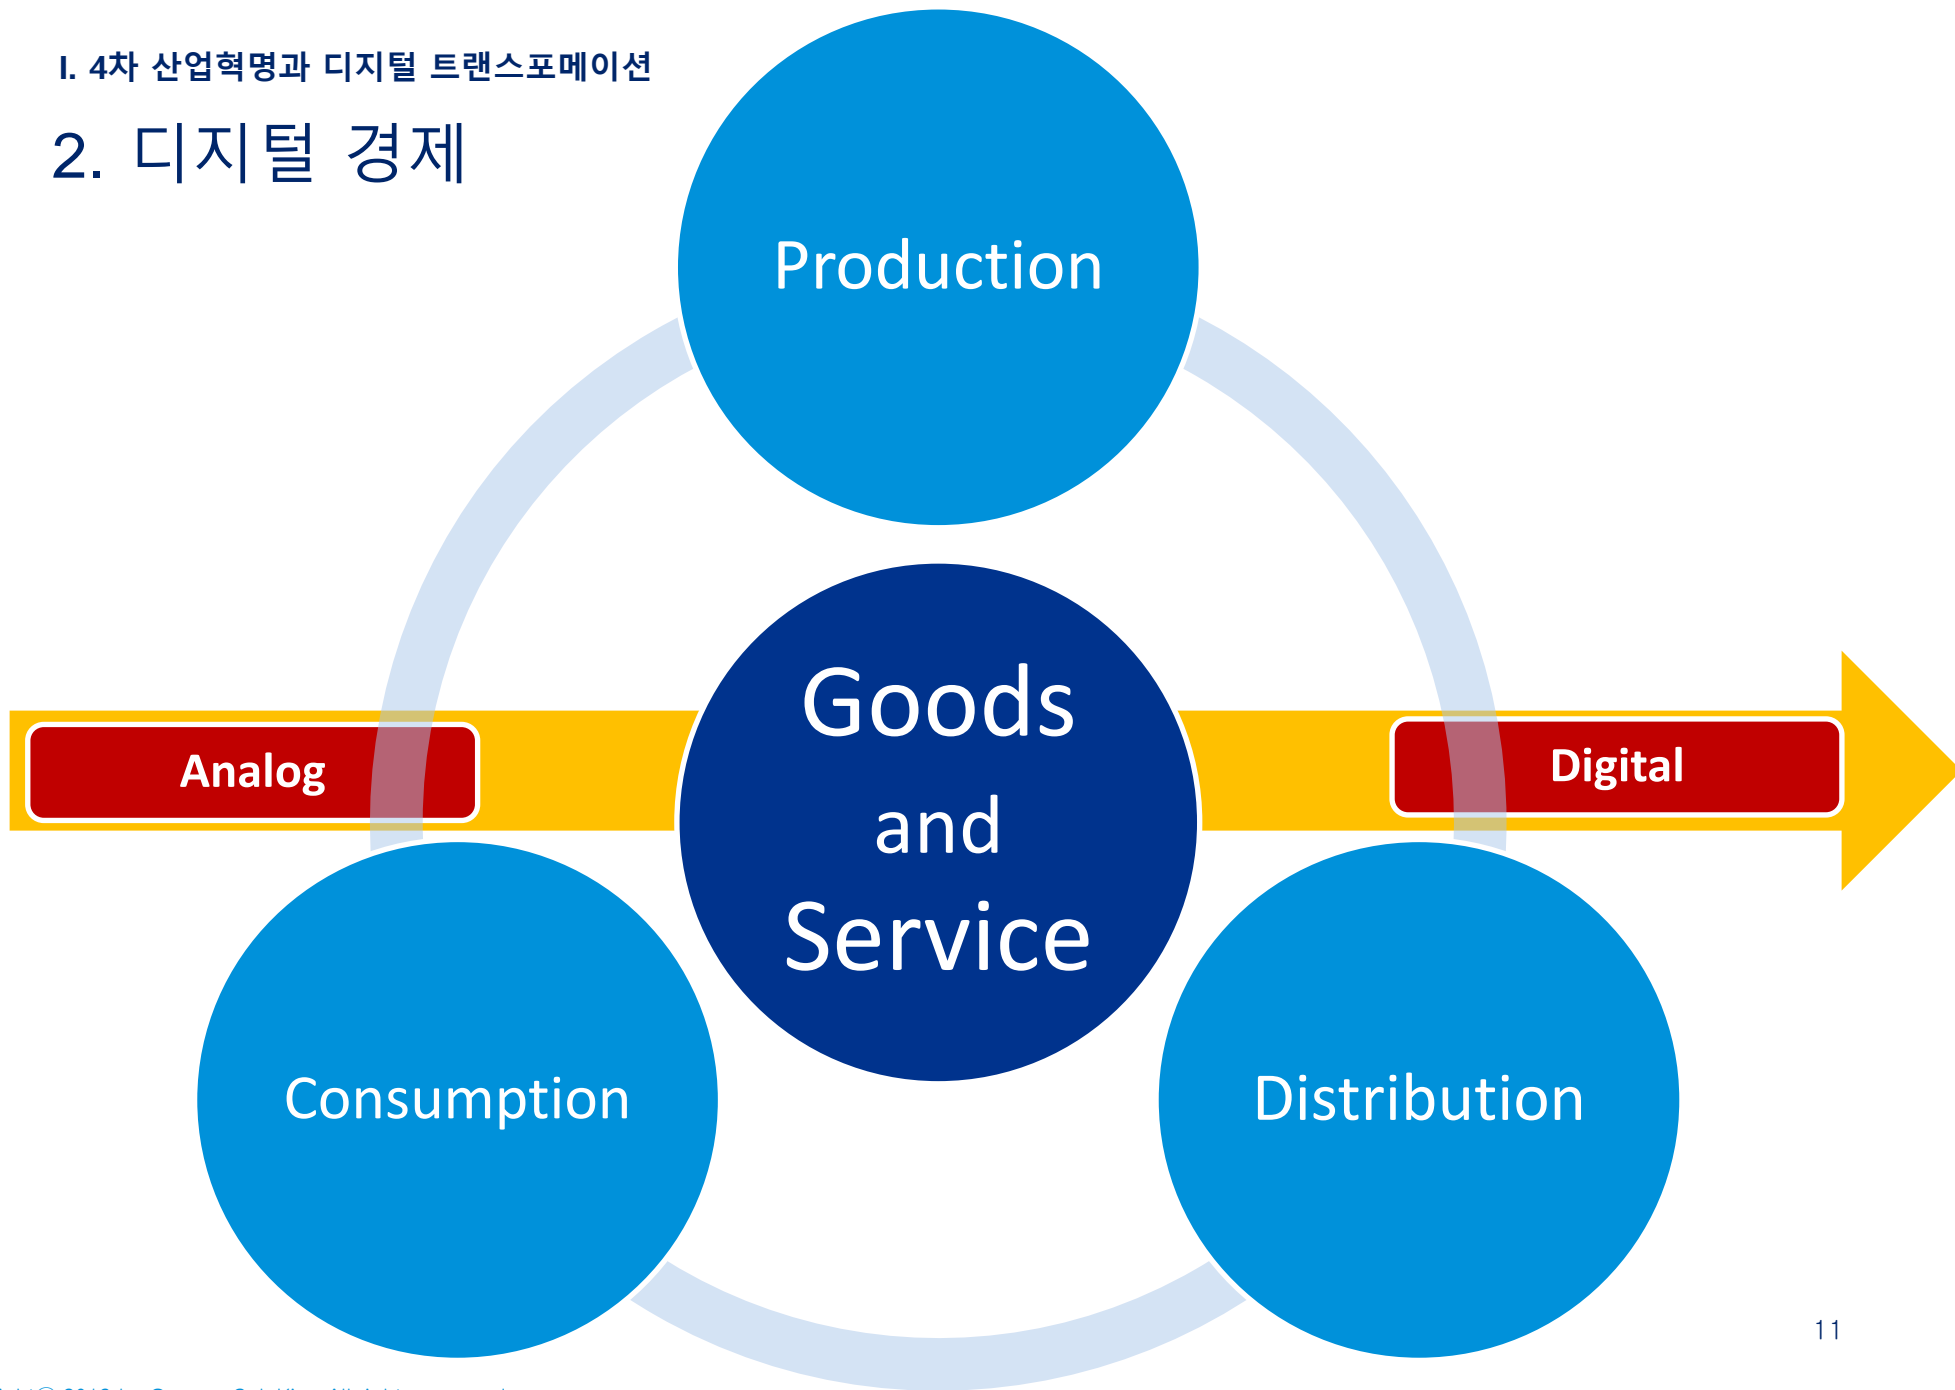 I. 4차 산업혁명과 디지털 트랜스포메이션
2. 디지털 경제
Production
Goods
and
Service
Analog
Digital
Consumption
Distribution
11